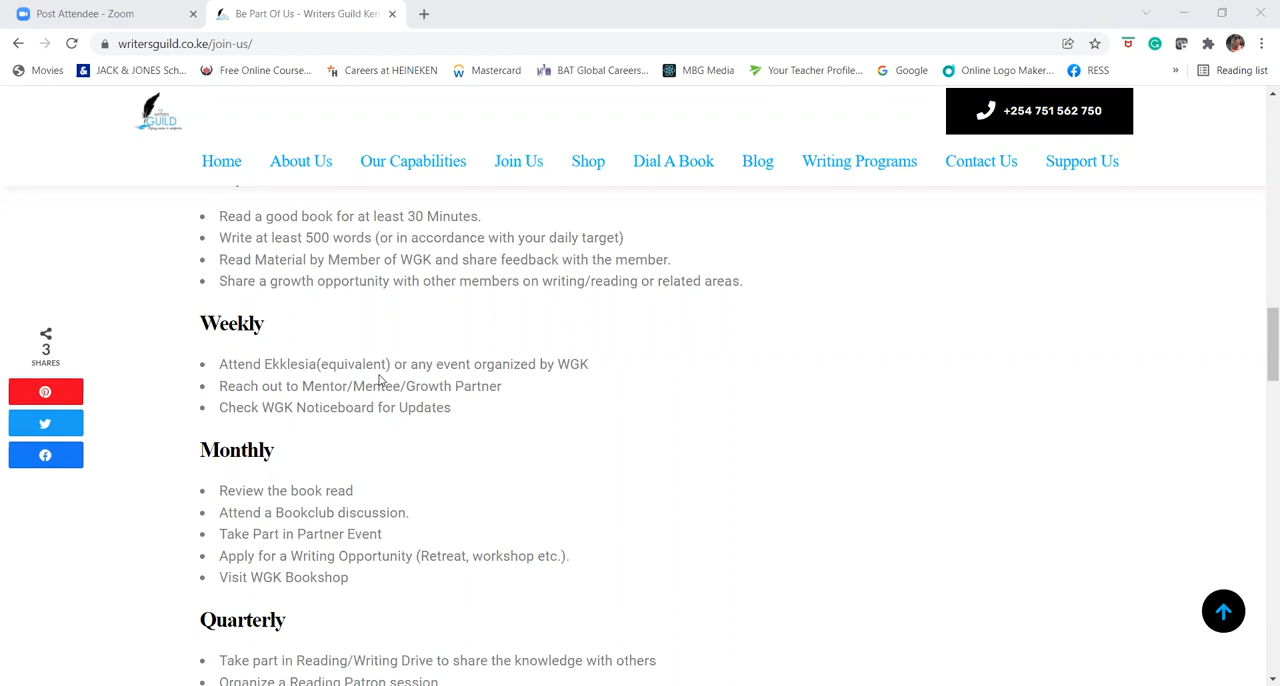 Post Attendee - Zoom
Be Part Of Us - Writers Guild Ken
writersguild.co.ke/join-us/
Movies
JACK & JONES Sch...
Free Online Course...
Careers at HEINEKEN
Mastercard
BAT Global Careers...
MBG Media
Your Teacher Profile...
Google
Online Logo Maker...
RESS
»
Reading list
GUILD
+254 751 562 750
Home
About Us
Our Capabilities
Join Us
Shop
Dial A Book
Blog
Writing Programs
Contact Us
Support Us
• Read a good book for at least 30 Minutes.
• Write at least 500 words (or in accordance with your daily target)
• Read Material by Member of WGK and share feedback with the member.
• Share a growth opportunity with other members on writing/reading or related areas.
Weekly
• Attend Ekklesia(equivalent) or any event organized by WGK
• Reach out to Mentor/Mentee/Growth Partner
• Check WGK Noticeboard for Updates
3
SHARES
Monthly
• Review the book read
• Attend a Bookclub discussion.
• Take Part in Partner Event
• Apply for a Writing Opportunity (Retreat, workshop etc.).
• Visit WGK Bookshop
Quarterly
• Take part in Reading/Writing Drive to share the knowledge with others
• Organize a Reading Patron session